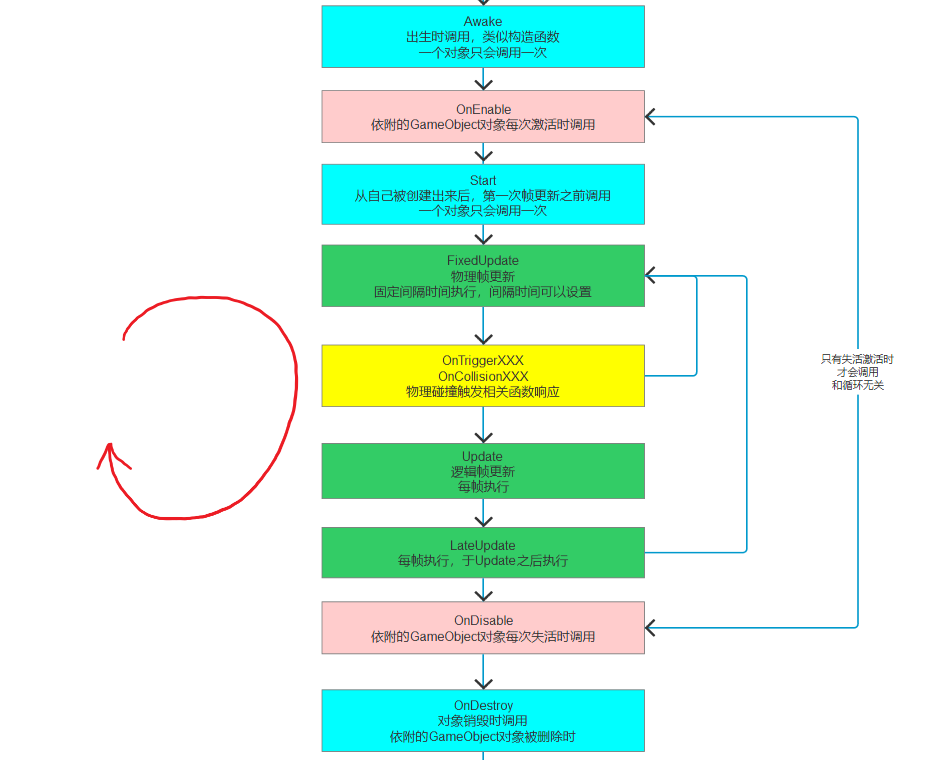 Awake
出生时调用，类似构造函数
一个对象只会调用一次
OnEnable
依附的GameObject对象每次激活时调用
Start
从自己被创建出来后，第一次帧更新之前调用
一个对象只会调用一次
FixedUpdate
物理帧更新
固定间隔时间执行，间隔时间可以设置
OnTriggerXXX
OnCollisionXXX
物理碰撞触发相关函数响应
只有失活激活时
才会调用
和循环无关
Update
逻辑帧更新
每帧执行
LateUpdate
每帧执行，于Update之后执行
OnDisable
依附的GameObject对象每次失活时调用
OnDestroy
对象销毁时调用
依附的GameObject对象被删除时